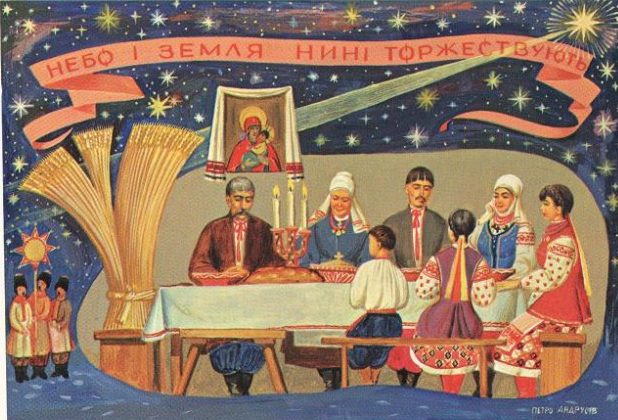 НЕБО І ЗЕМЛЯ НИНІ ТОРЖЕСТВУЮТЬ
ПЕТРО АНДРУСІВ